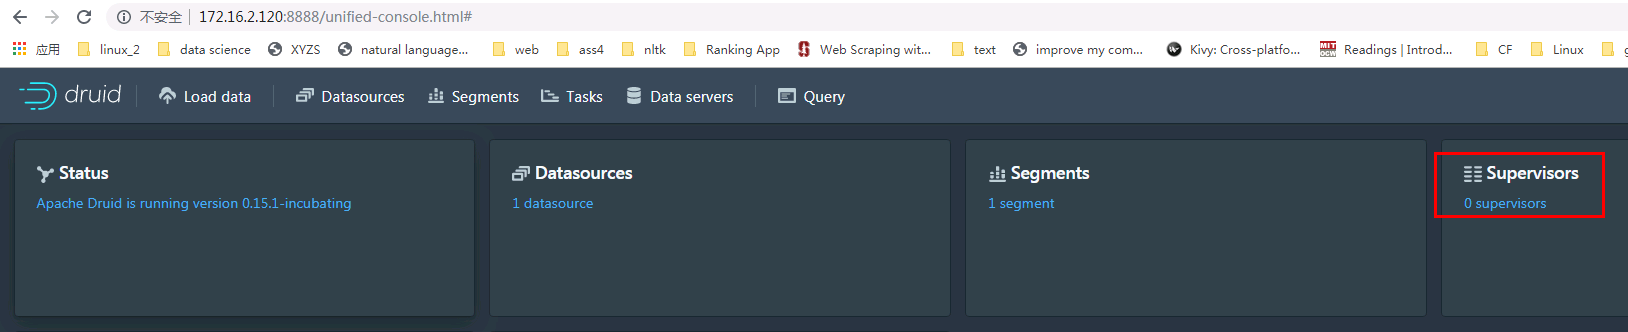 不安全 | 172.16.2.120:8888/unified-console.html#
应用 linux_2 data science XYZS natural language... web ass4 nltk Ranking App Web Scraping wit... text improve my com... Kivy: Cross-platfo... MIT OCW Readings | Introd... CF Linux g
druid Load data Datasources Segments Tasks Data servers Query
Status
Apache Druid is running version 0.15.1-incubating
Datasources
1 datasource
Segments
1 segment
Supervisors
0 supervisors